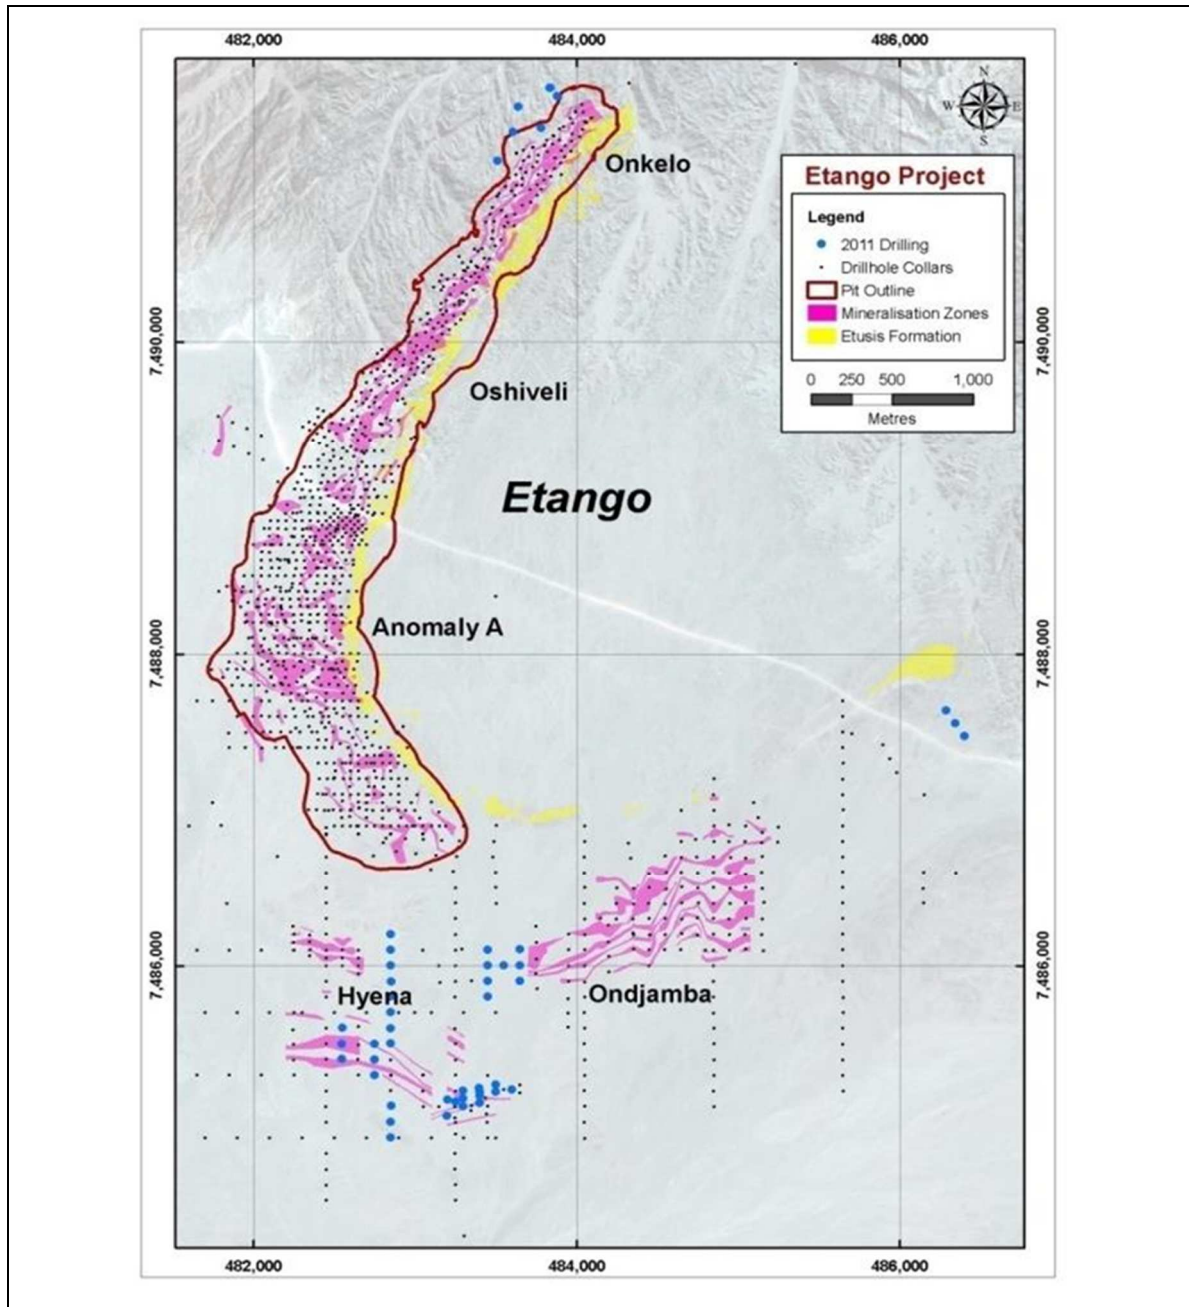 482,000 484,000 486,000
N
W E
S
Onkelo
Etango Project
Legend
2011 Drilling
Drillhole Collars
Pit Outline
Mineralisation Zones
Etusis Formation
0 250 500 1,000
Metres
7,490,000 7,490,000
Oshiveli
Etango
Anomaly A
7,488,000 7,488,000
7,486,000 7,486,000
Hyena Ondjamba
482,000 484,000 486,000